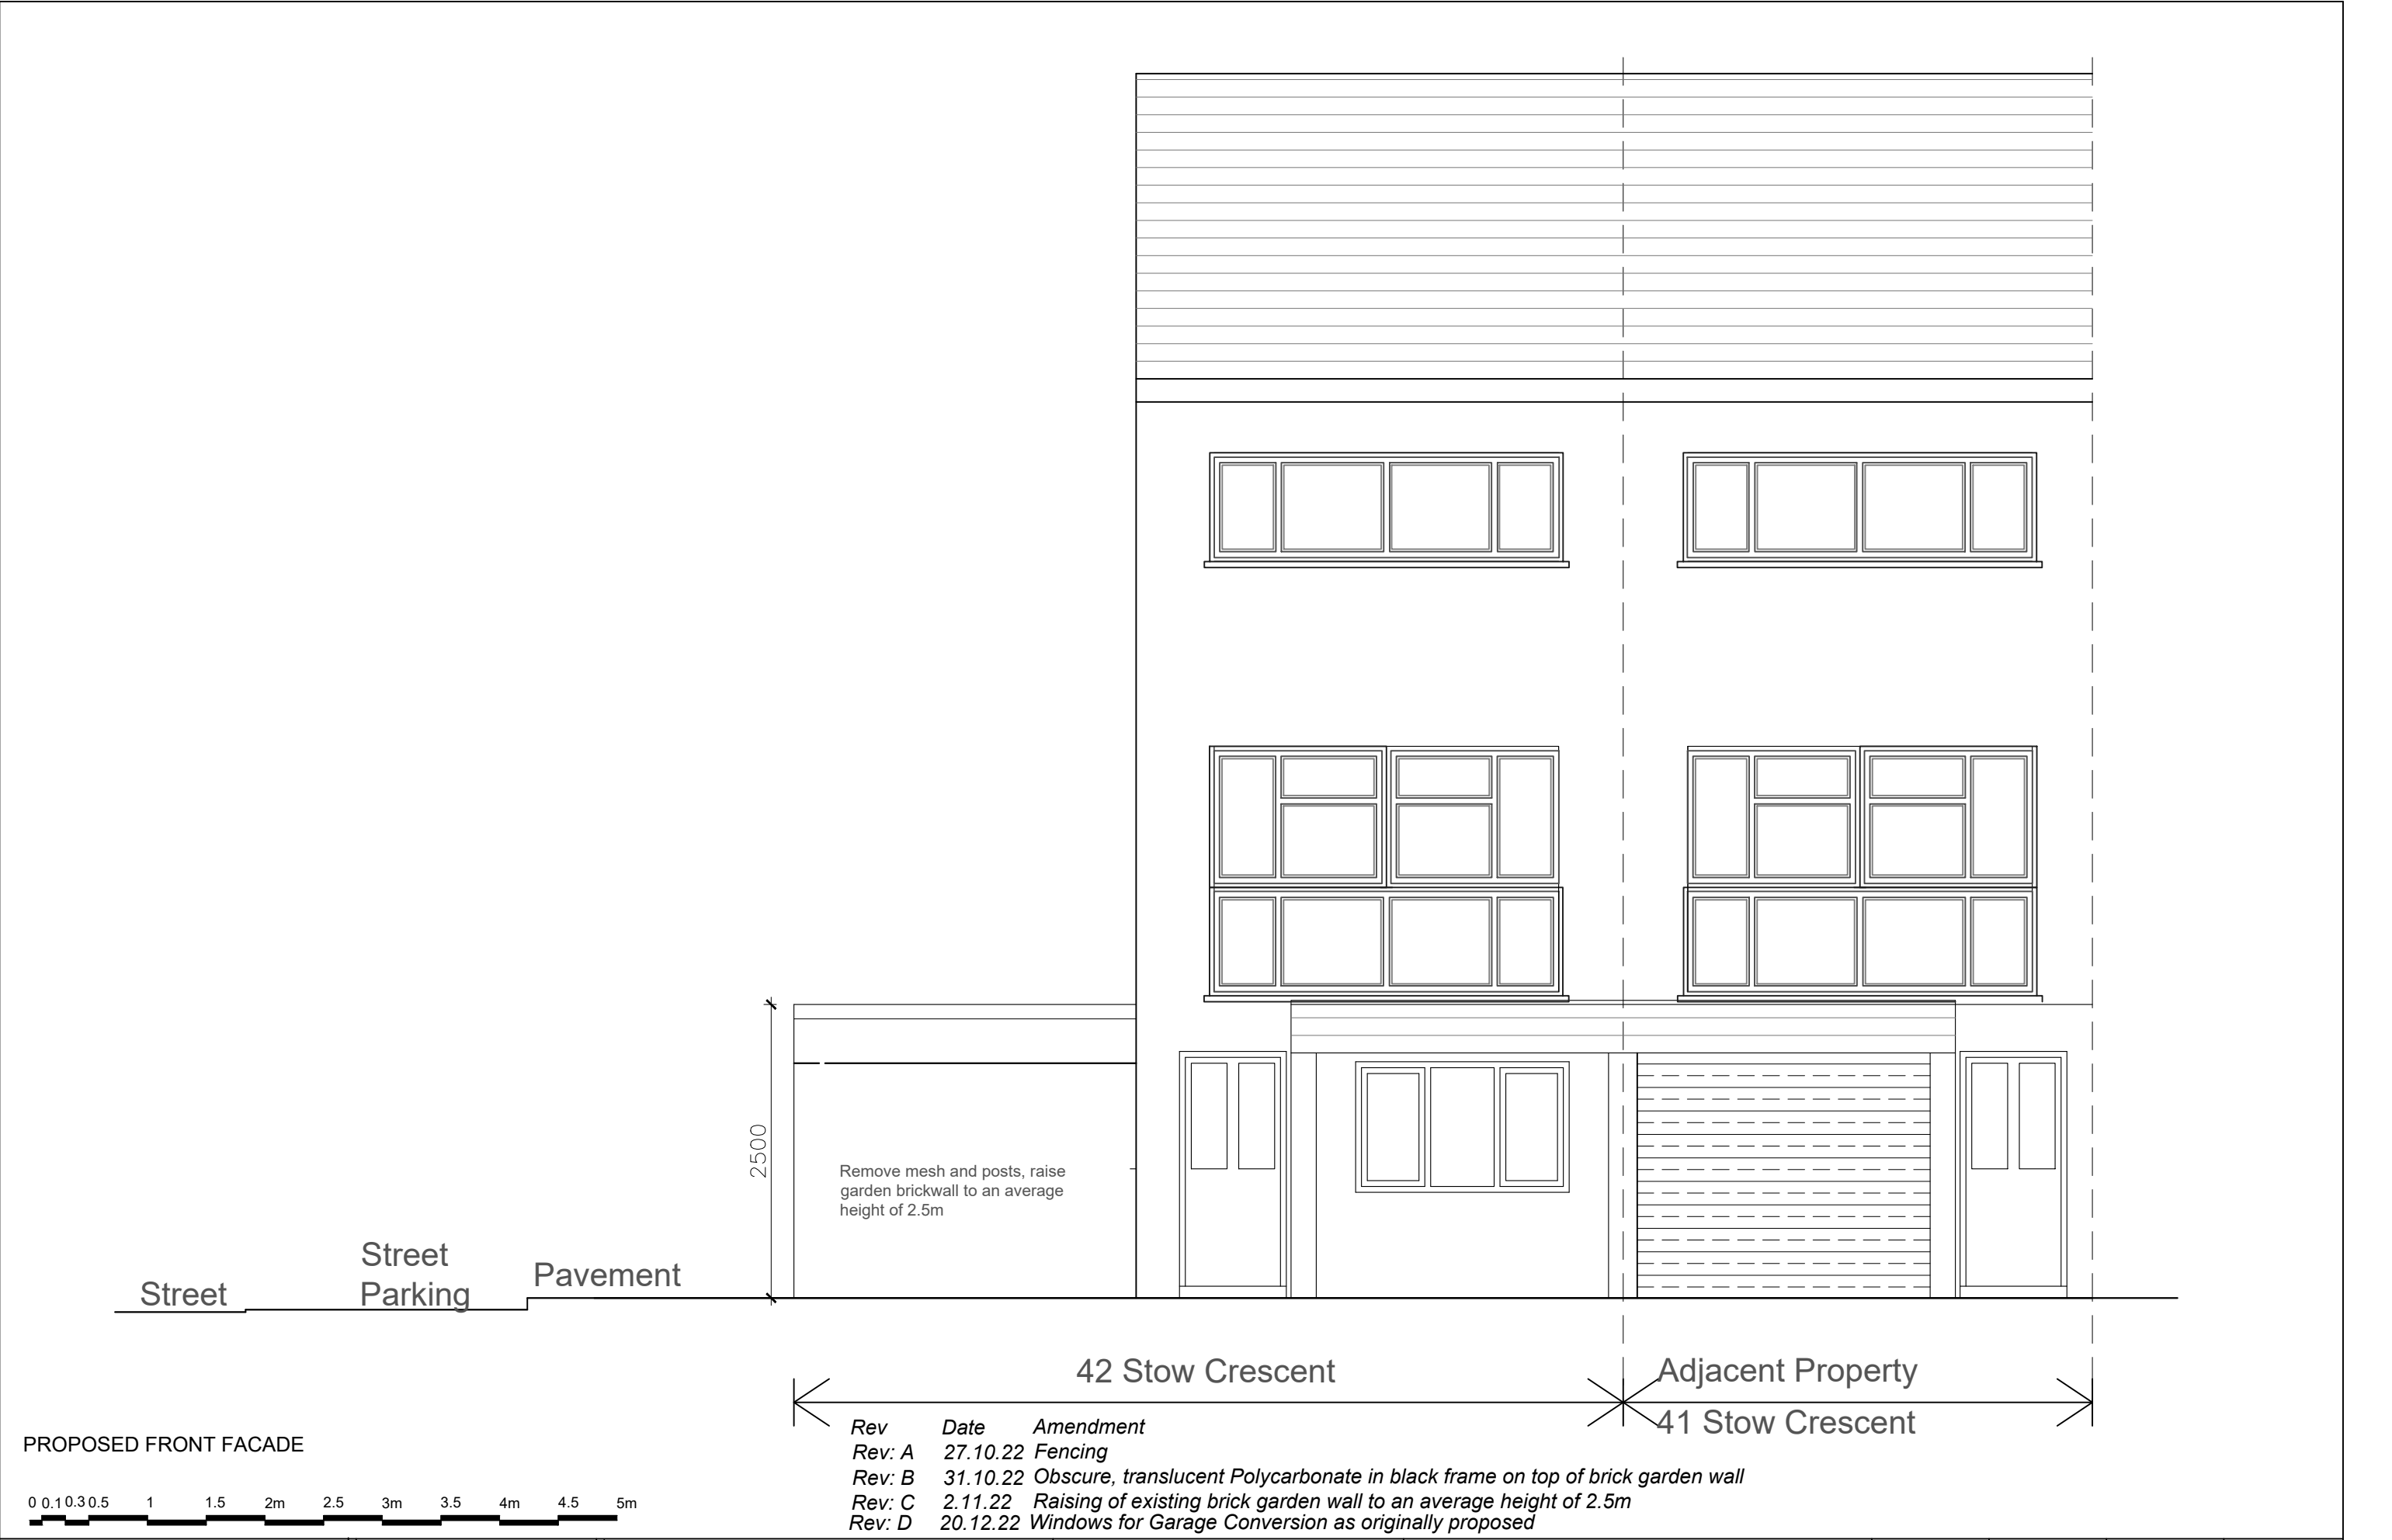 2500
Remove mesh and posts, raise
garden brickwall to an average
height of 2.5m
Street
Street
Parking
Pavement
42 Stow Crescent
Adjacent Property
41 Stow Crescent
PROPOSED FRONT FACADE
0 0.1 0.3 0.5 1 1.5 2m 2.5 3m 3.5 4m 4.5 5m
Rev Date Amendment
Rev: A 27.10.22 Fencing
Rev: B 31.10.22 Obscure, translucent Polycarbonate in black frame on top of brick garden wall
Rev: C 2.11.22 Raising of existing brick garden wall to an average height of 2.5m
Rev: D 20.12.22 Windows for Garage Conversion as originally proposed